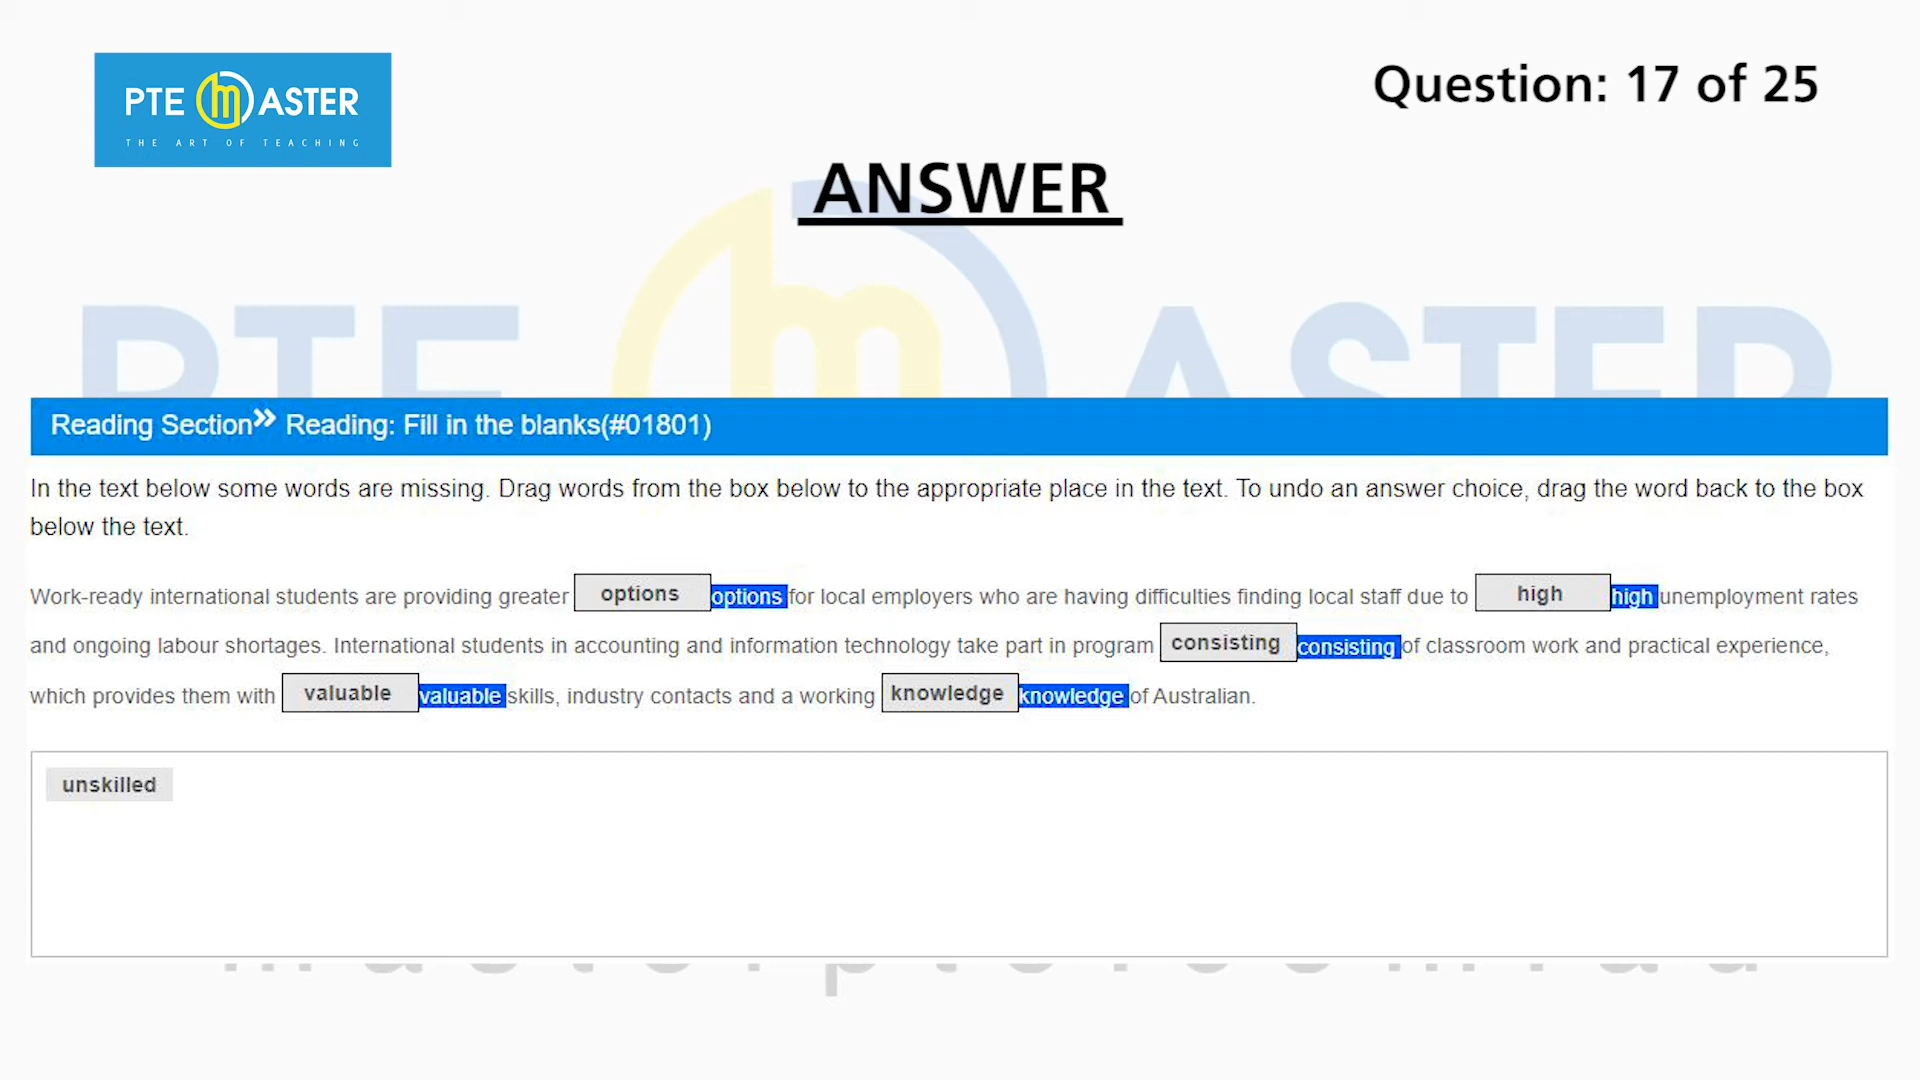 PTE MASTER
THE ART OF TEACHING
Question: 17 of 25
ANSWER
PTE MASTER
Reading Section» Reading: Fill in the blanks(#01801)
In the text below some words are missing. Drag words from the box below to the appropriate place in the text. To undo an answer choice, drag the word back to the box
below the text.
Work-ready international students are providing greater options options for local employers who are having difficulties finding local staff due to high high unemployment rates
and ongoing labour shortages. International students in accounting and information technology take part in program consisting consisting of classroom work and practical experience,
which provides them with valuable valuable skills, industry contacts and a working knowledge knowledge of Australian.
unskilled